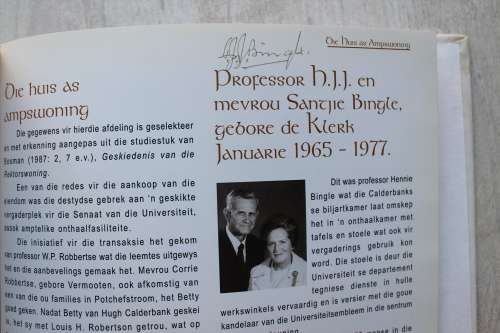 Die Huis as Ampswoning
HJJ Bingle.
Die huis as
ampswoning
Die gegewens vir hierdie afdeling is geselekteer
en met erkenning aangepas uit die studiestuk van
Bosman (1987: 2, 7 e.v.), Geskiedenis van die
Rektorswoning.
Een van die redes vir die aankoop van die
eiendom was die destydse gebrek aan 'n geskikte
vergaderplek vir die Senaat van die Universiteit,
asook amptelike onthaalfasiliteite.
Die inisiatief vir die transaksie het gekom
van professor W.P. Robbertse wat die leemtes uitgewys
en die aanbevelings gemaak het. Mevrou Corrie
Robbertse, gebore Vermooten, ook afkomstig van
een van die ou families in Potchefstroom, het Betty
goed geken. Nadat Betty van Hugh Calderbank geskei
is, het sy met Louis H. Robertson getrou, wat op
Professor H.J.J. en
mevrou Santjie Bingle,
gebore de Klerk
Januarie 1965 – 1977.
Dit was professor Hennie
Bingle wat die Calderbanks
se biljartkamer laat omskep
het in 'n onthaalkamer met
tafels en stoele wat ook vir
vergaderings gebruik kon
word. Die stoele is deur die
Universiteit se departement
tegniese dienste in hulle
werkswinkels vervaardig en is versier met die goue
kandelaar van die Universiteitsembleem in die sentrum